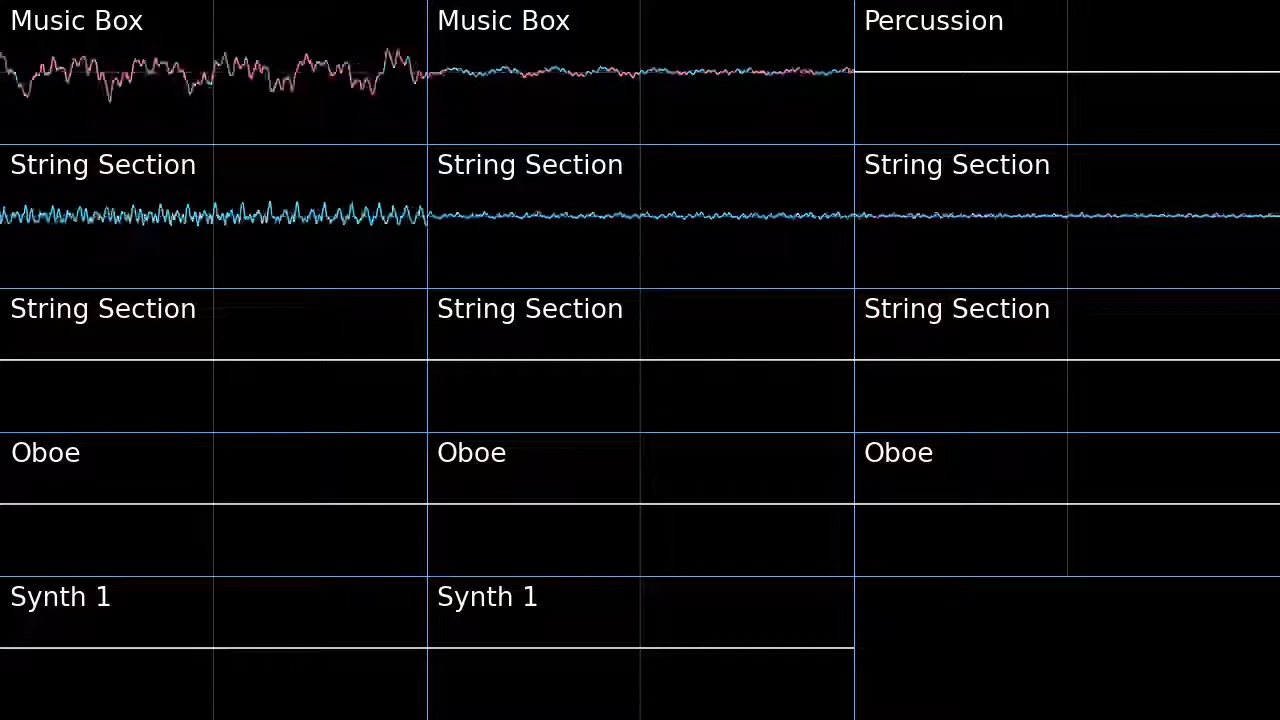 Music Box
Music Box
Percussion
String Section
String Section
String Section
String Section
String Section
String Section
Oboe
Oboe
Oboe
Synth 1
Synth 1